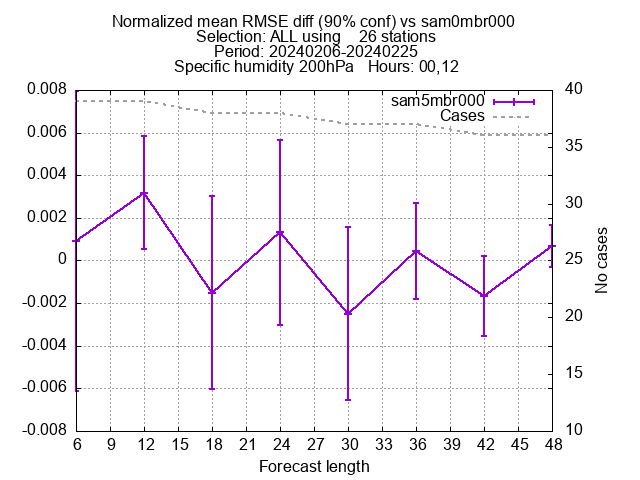 Normalized mean RMSE diff (90% conf) vs sam0mbr000
Selection: ALL using    26 stations
Period: 20240206-20240225
Specific humidity 200hPa   Hours: 00,12
sam5mbr000
Cases
0.008
0.006
0.004
0.002
0
-0.002
-0.004
-0.006
-0.008
40
35
30
25
20
15
10
No cases
6 9 12 15 18 21 24 27 30 33 36 39 42 45 48
Forecast length